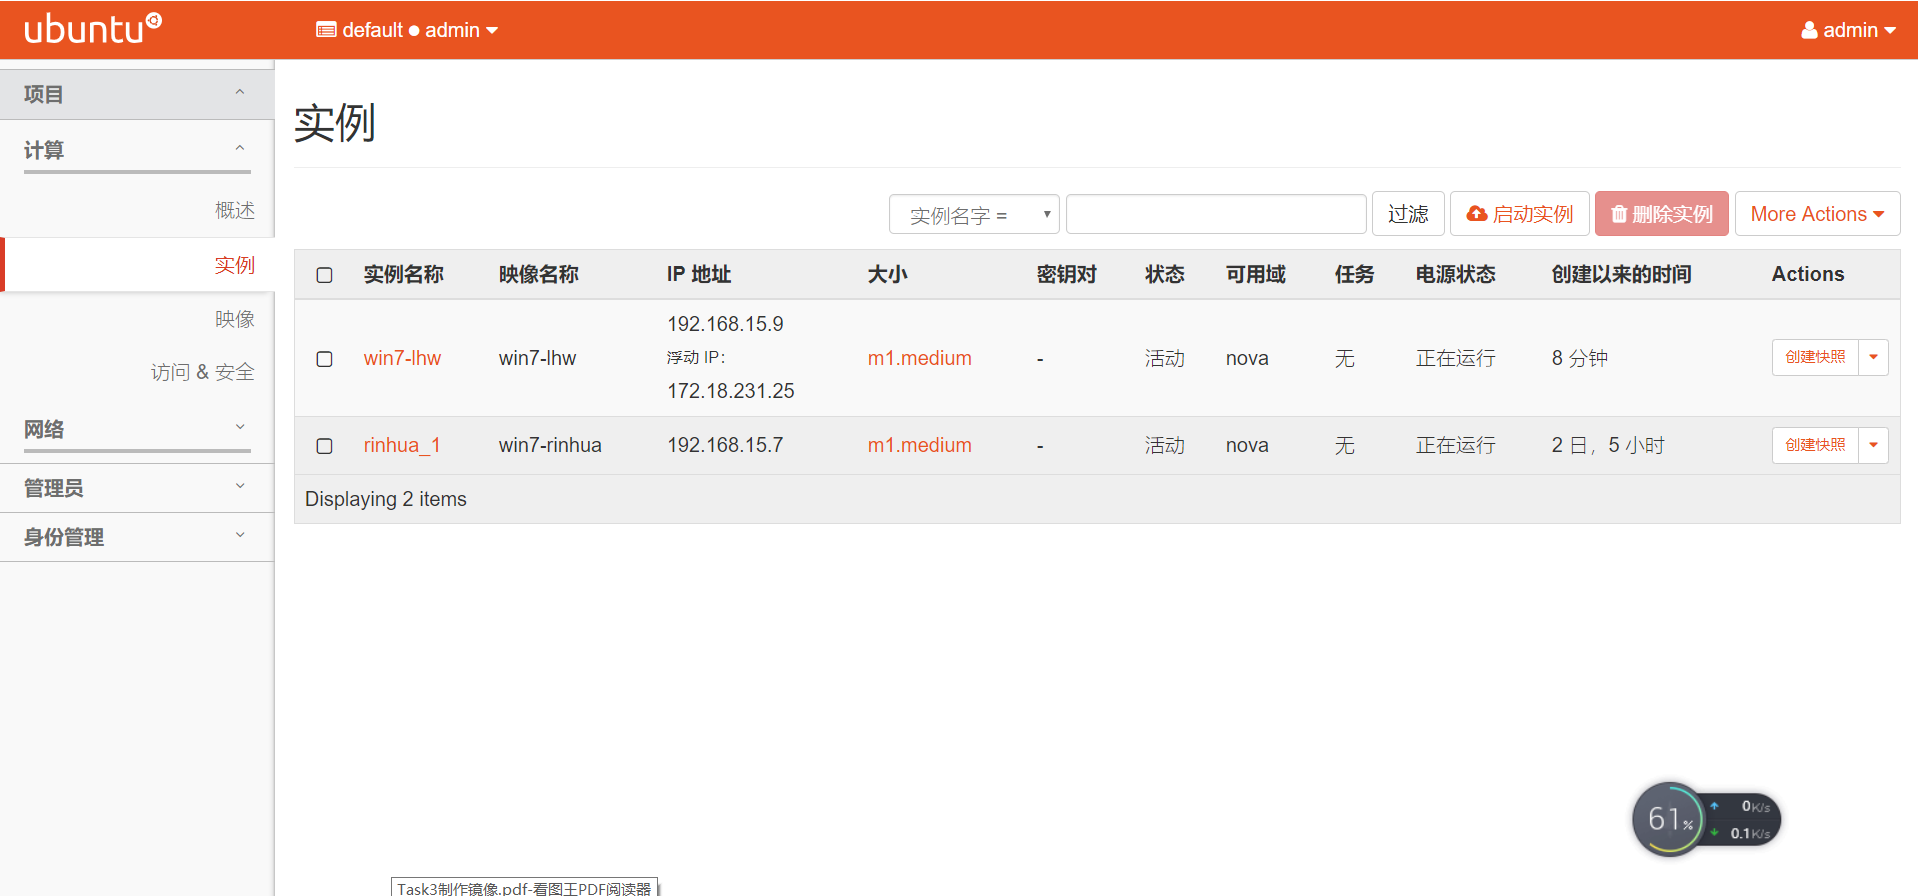 ubuntu
default ● admin
admin
项目
计算
概述
实例
映像
访问 & 安全
网络
管理员
身份管理
实例
实例名字 =
过滤
启动实例
删除实例
More Actions
实例名称 映像名称 IP 地址 大小 密钥对 状态 可用域 任务 电源状态 创建以来的时间 Actions
win7-lhw win7-lhw 192.168.15.9 浮动 IP: 172.18.231.25 m1.medium - 活动 nova 无 正在运行 8 分钟 创建快照
rinhua_1 win7-rinhua 192.168.15.7 m1.medium - 活动 nova 无 正在运行 2 日，5 小时 创建快照
Displaying 2 items
61%
0K/s
0.1K/s
Task3制作镜像.pdf-看图王PDF阅读器